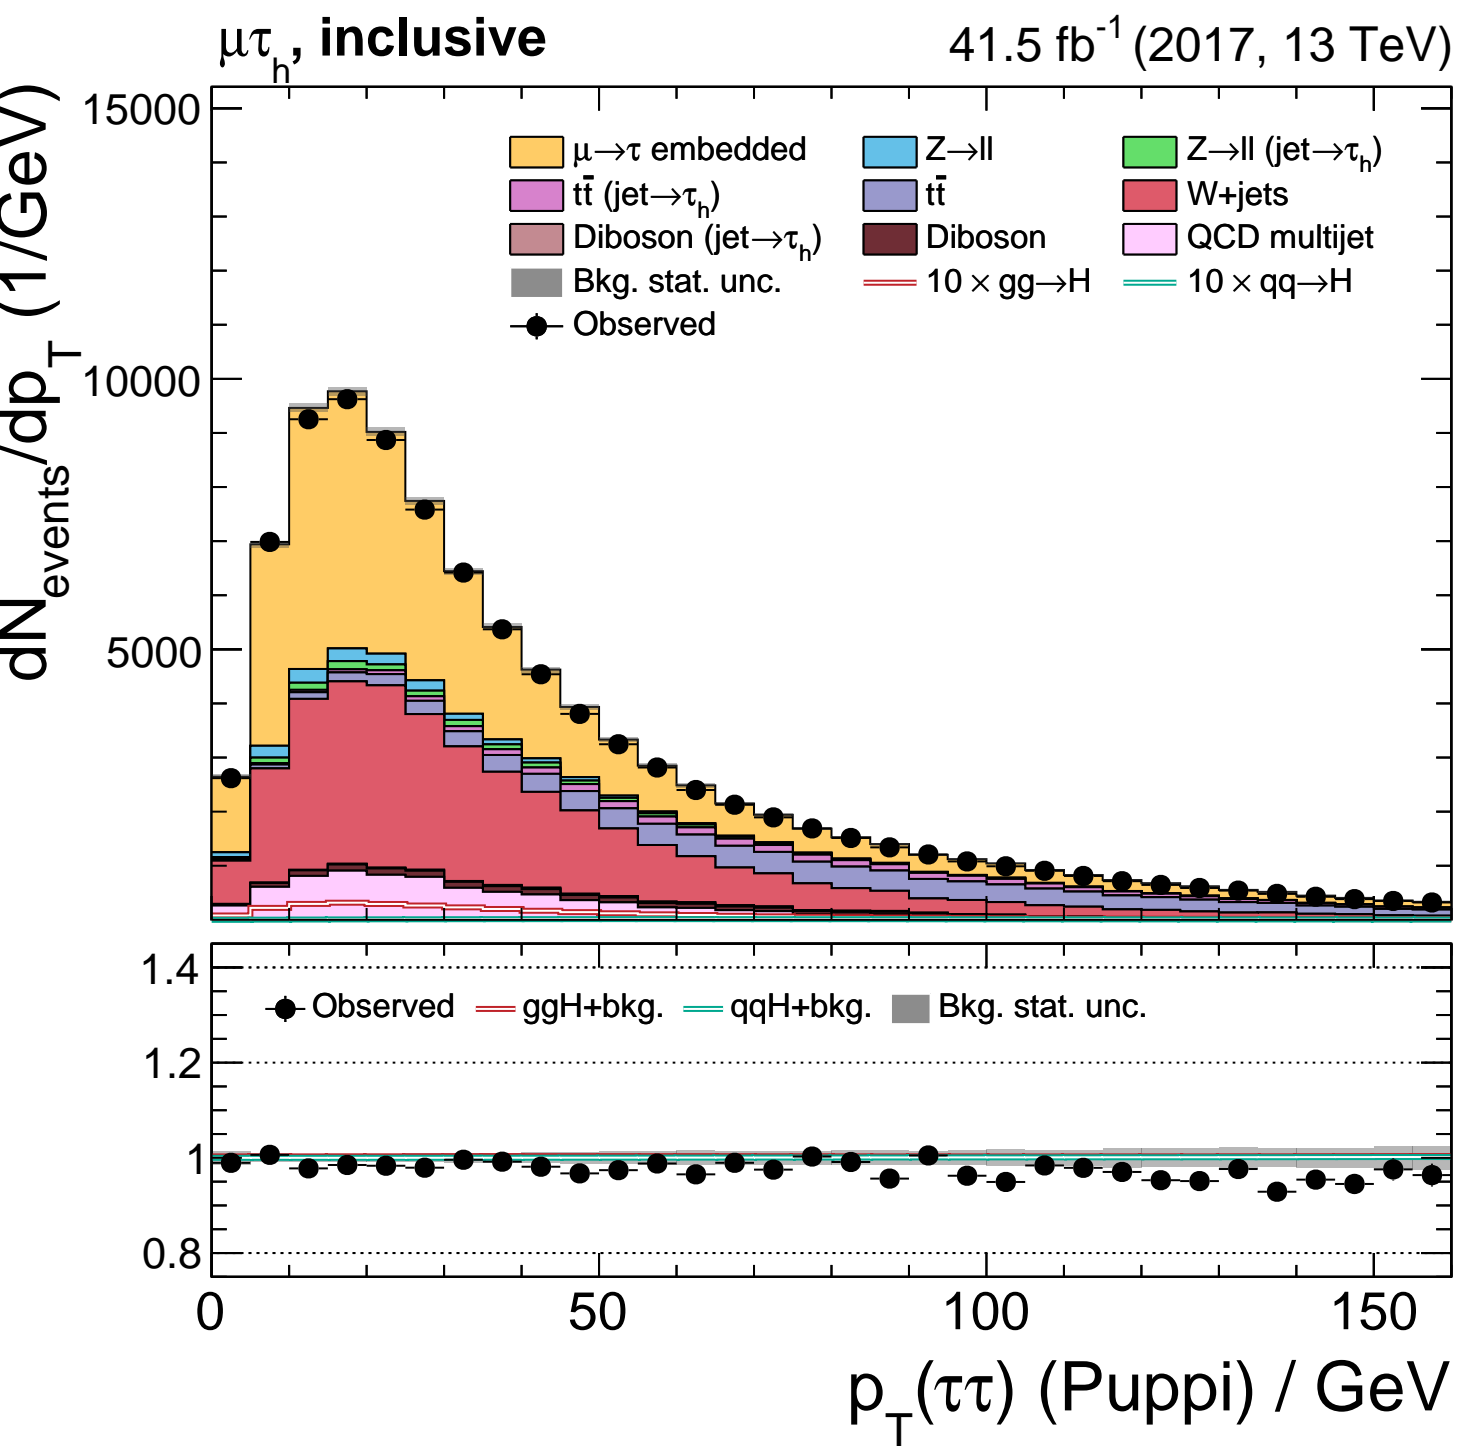 μτh, inclusive
41.5 fb-1 (2017, 13 TeV)
dNevents/dpT (1/GeV)
15000
10000
5000
μ→τ embedded
Z→ll
Z→ll (jet→τh)
tt̄ (jet→τh)
tt̄
W+jets
Diboson (jet→τh)
Diboson
QCD multijet
Bkg. stat. unc.
10 × gg→H
10 × qq→H
Observed
1.4
1.2
1
0.8
Observed
ggH+bkg.
qqH+bkg.
Bkg. stat. unc.
0
50
100
150
pT(ττ) (Puppi) / GeV